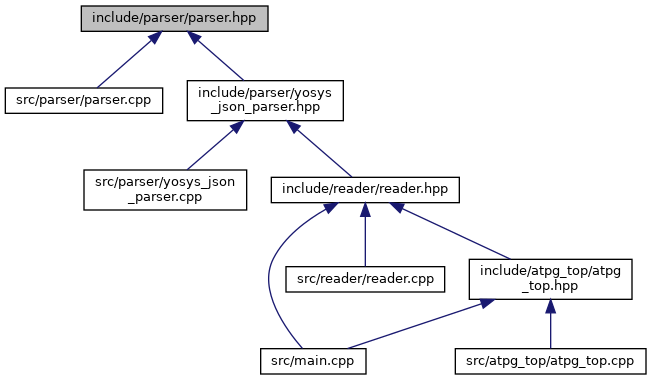 include/parser/parser.hpp
src/parser/parser.cpp
include/parser/yosys
_json_parser.hpp
src/parser/yosys_json
_parser.cpp
include/reader/reader.hpp
src/reader/reader.cpp
include/atpg_top/atpg
_top.hpp
src/main.cpp
src/atpg_top/atpg_top.cpp